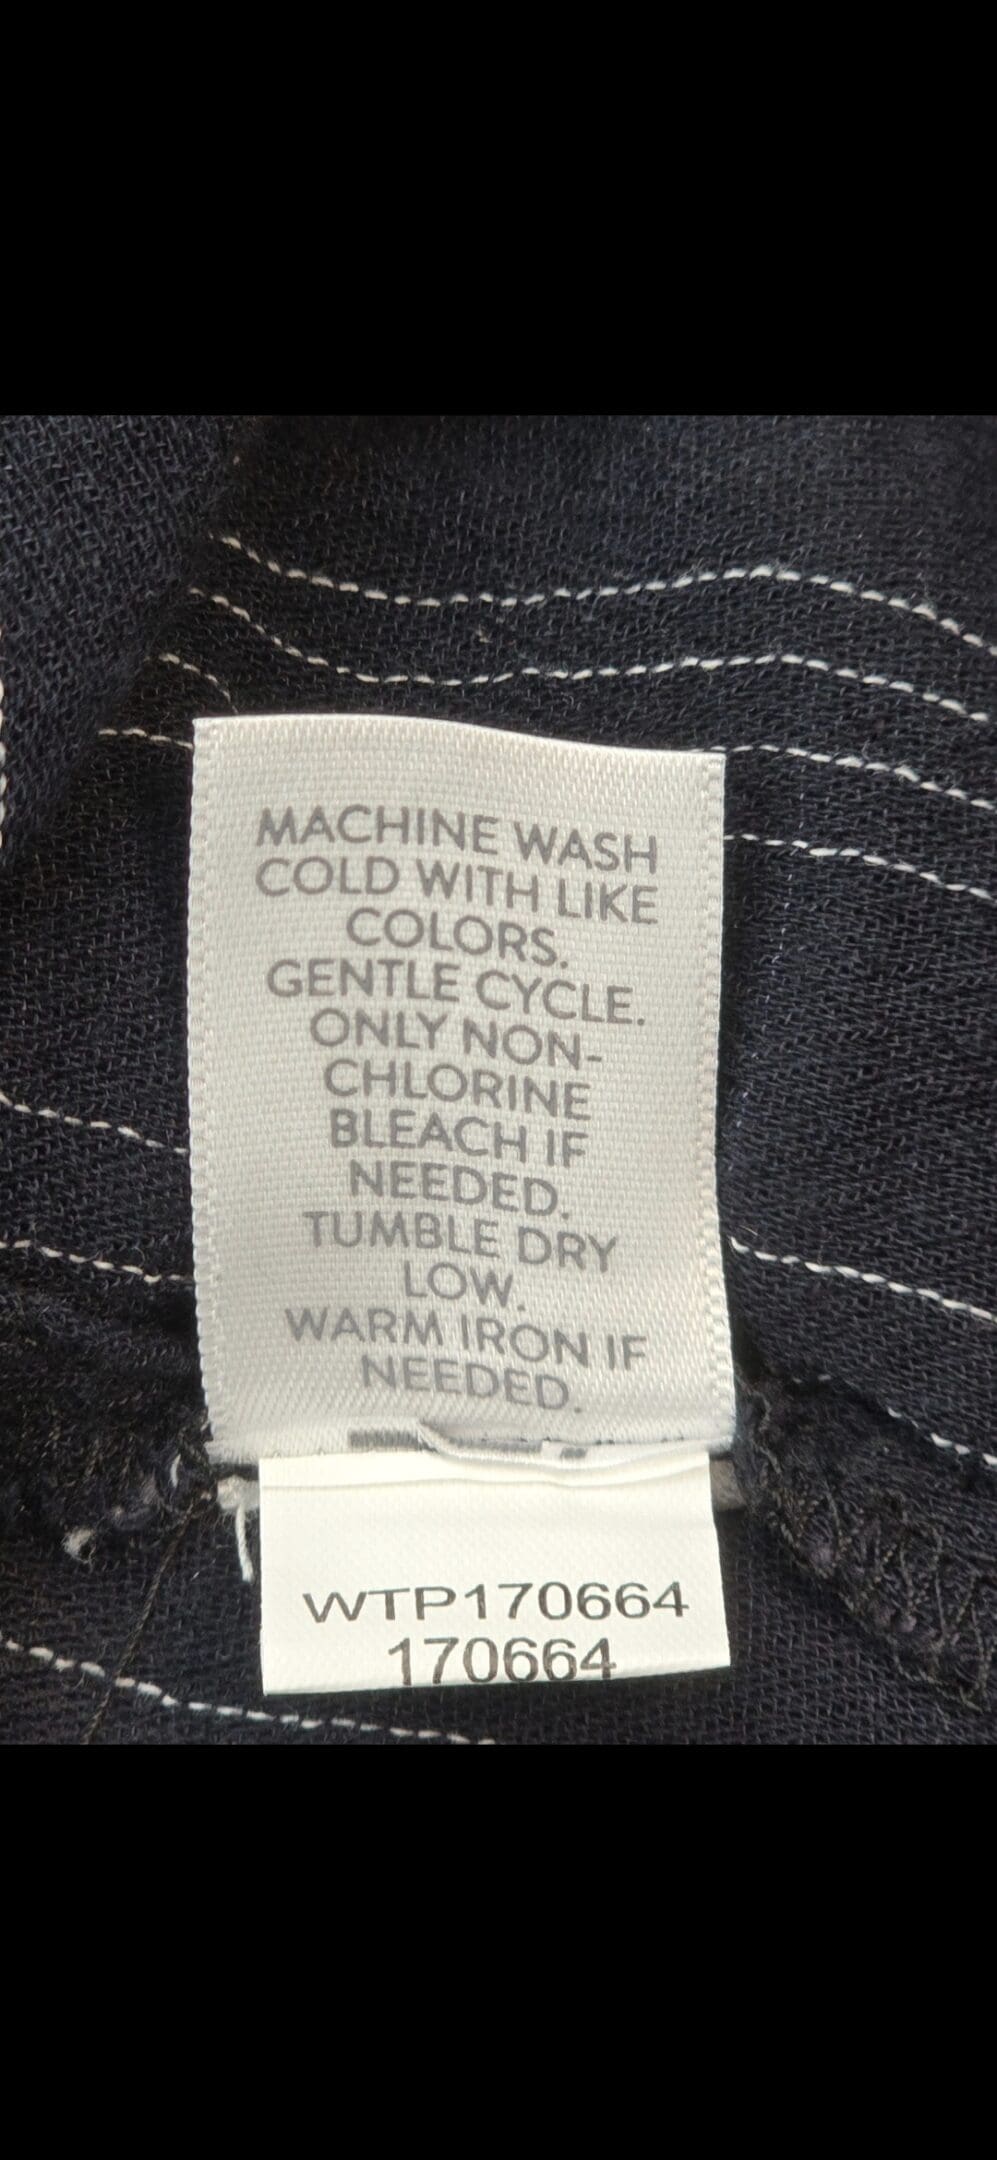 MACHINE WASH
COLD WITH LIKE
COLORS.
GENTLE CYCLE.
ONLY NON-
CHLORINE
BLEACH IF
NEEDED.
TUMBLE DRY
LOW.
WARM IRON IF
NEEDED.
WTP170664
170664